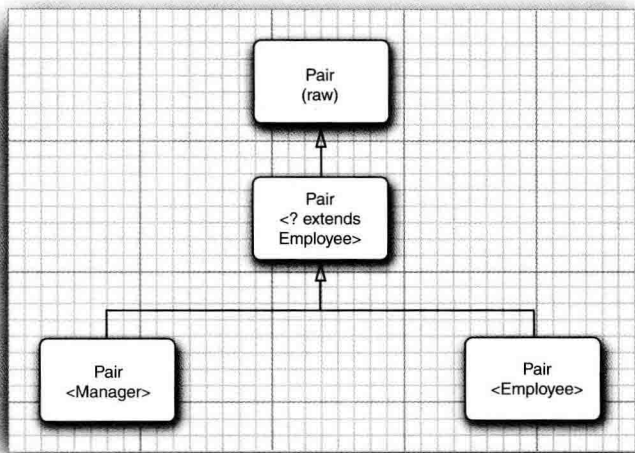 Pair
(raw)
Pair
<? extends
Employee>
Pair
<Manager>
Pair
<Employee>